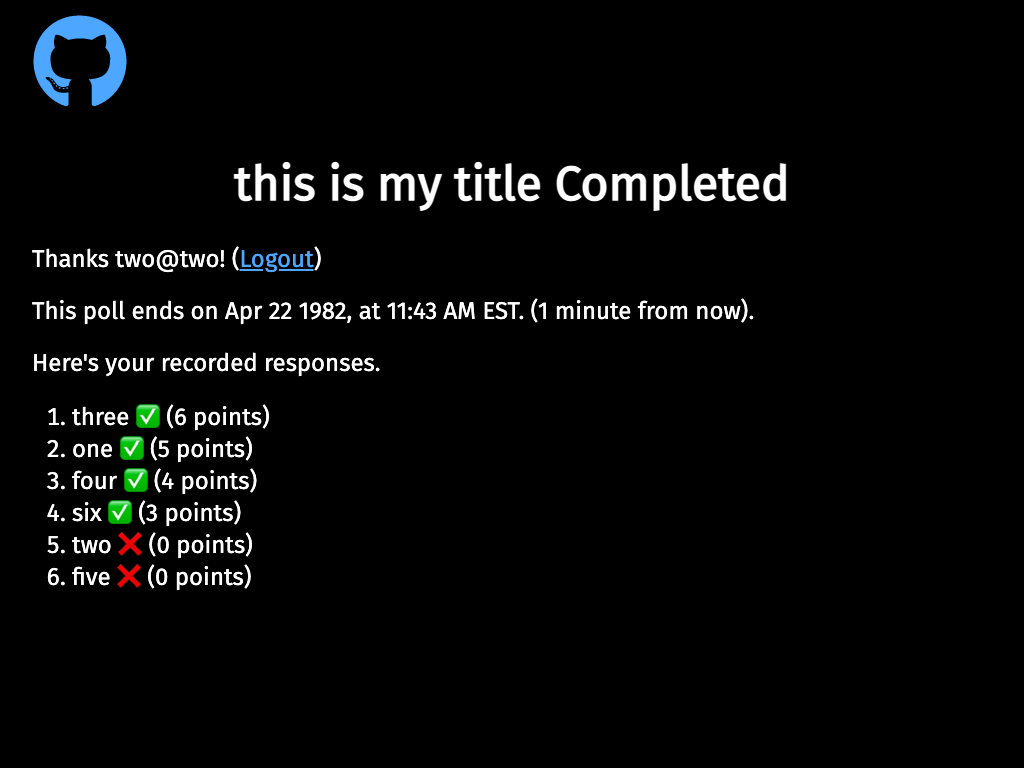 this is my title Completed
Thanks two@two! (Logout)
This poll ends on Apr 22 1982, at 11:43 AM EST. (1 minute from now).
Here's your recorded responses.
1. three ✅ (6 points)
2. one ✅ (5 points)
3. four ✅ (4 points)
4. six ✅ (3 points)
5. two ❌ (0 points)
6. five ❌ (0 points)